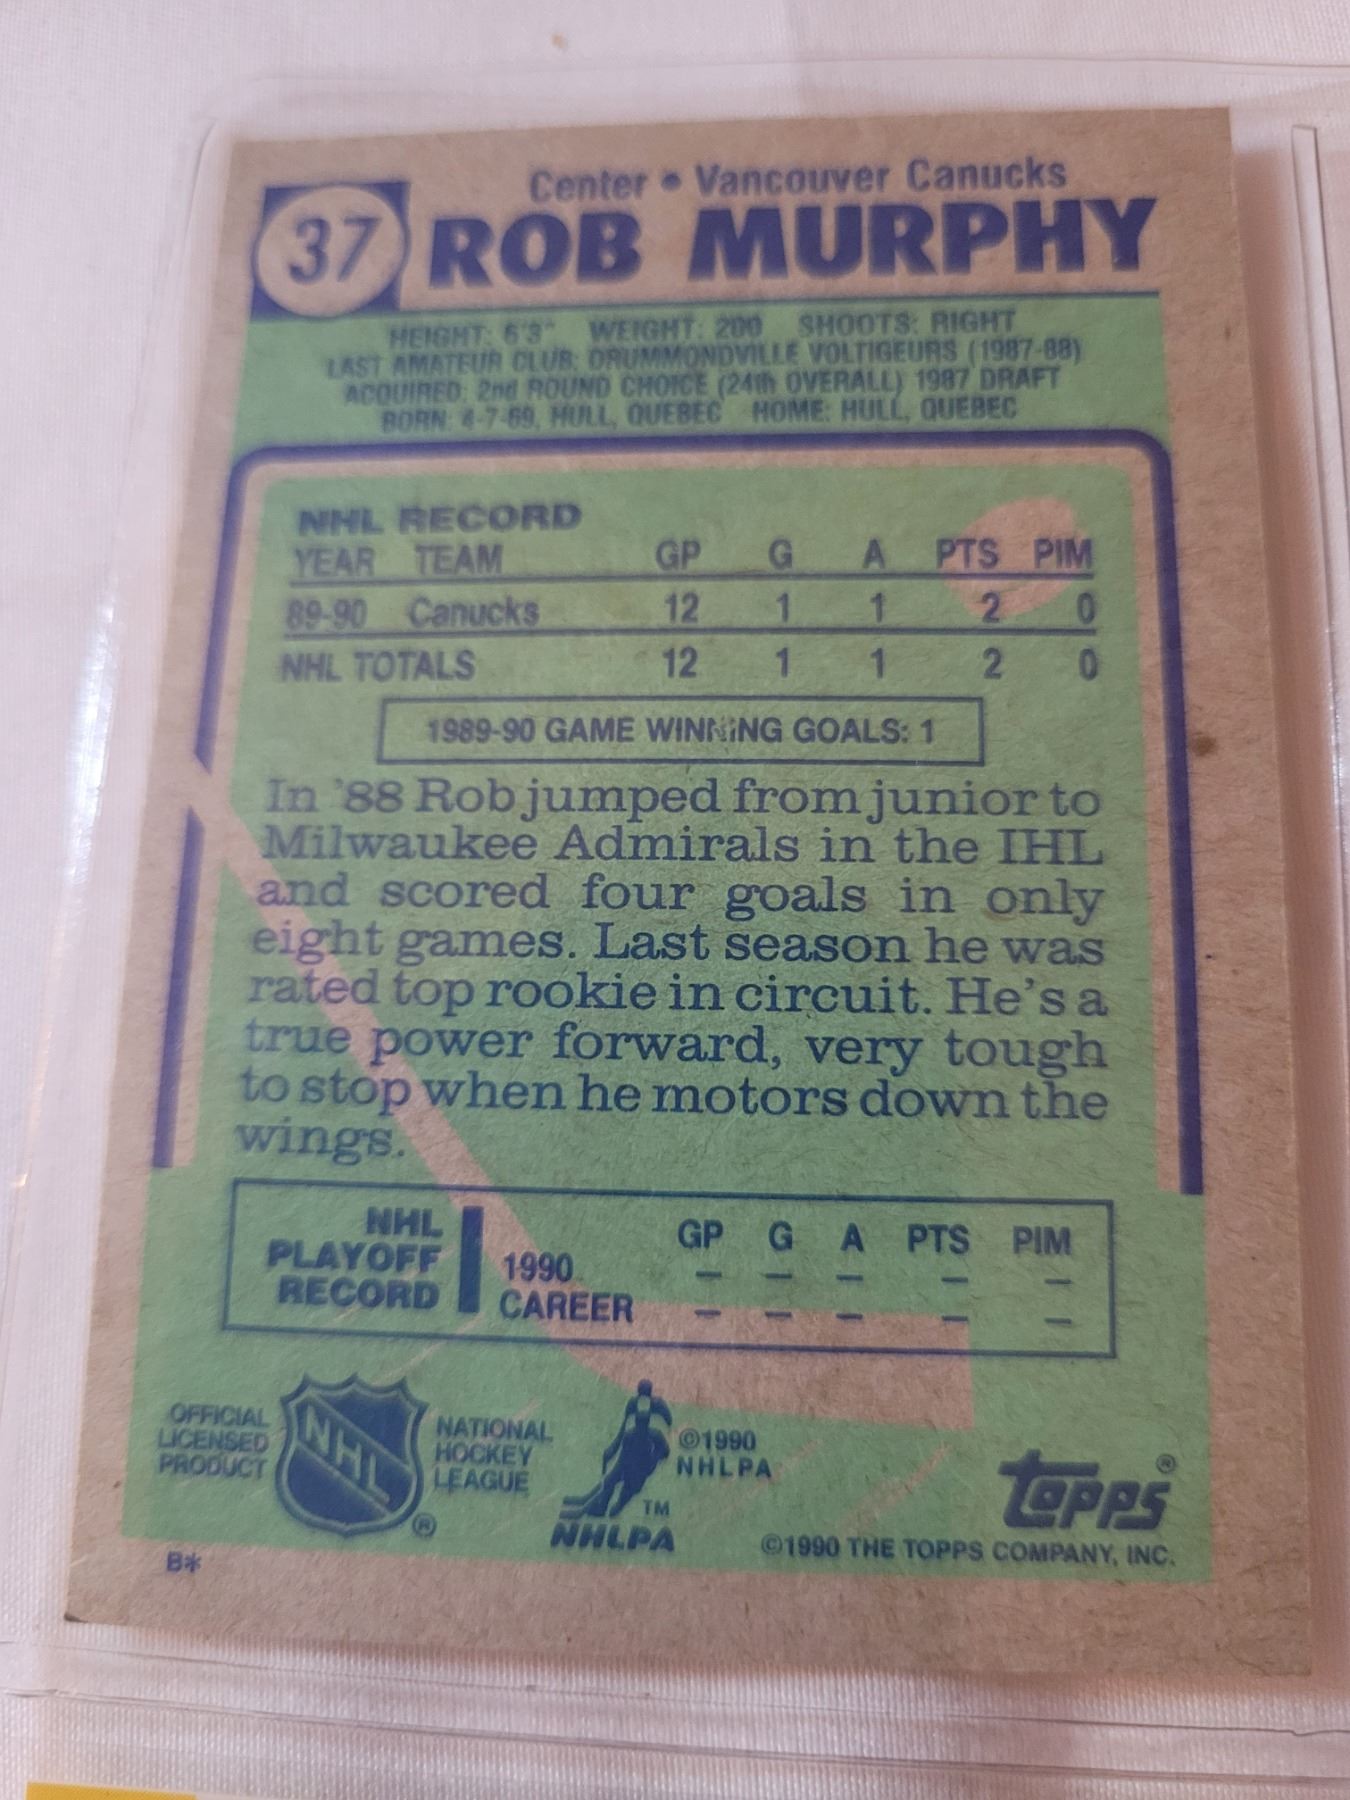 Center • Vancouver Canucks
37 ROB MURPHY
HEIGHT: 6'3" WEIGHT: 200 SHOOTS: RIGHT
LAST AMATEUR CLUB: DRUMMONDVILLE VOLTIGEURS (1987-88)
ACQUIRED: 2nd ROUND CHOICE (24th OVERALL) 1987 DRAFT
BORN: 4-7-69, HULL, QUEBEC HOME: HULL, QUEBEC
NHL RECORD
YEAR TEAM GP G A PTS PIM
89-90 Canucks 12 1 1 2 0
NHL TOTALS 12 1 1 2 0
1989-90 GAME WINNING GOALS: 1
In '88 Rob jumped from junior to
Milwaukee Admirals in the IHL
and scored four goals in only
eight games. Last season he was
rated top rookie in circuit. He's a
true power forward, very tough
to stop when he motors down the
wings.
NHL
PLAYOFF
RECORD
GP G A PTS PIM
1990 – – – – –
CAREER – – – – –
OFFICIAL
LICENSED
PRODUCT
NHL
®
NATIONAL
HOCKEY
LEAGUE
TM
NHLPA
©1990
NHLPA
topps®
©1990 THE TOPPS COMPANY, INC.
B*